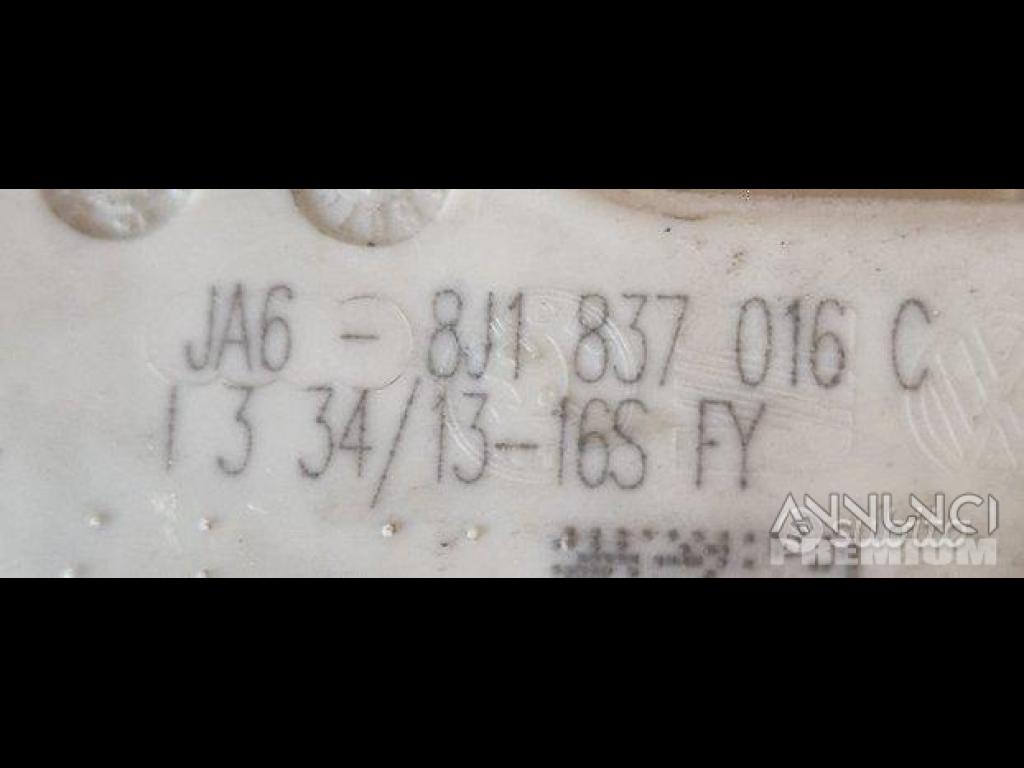 JA6 - 8J1 837 016 C
I 3 34/13-16S FY
ANNUNCI
PREMIUM